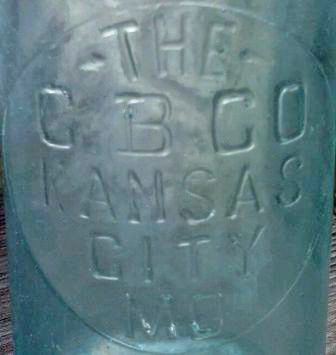 -THE-
C B CO
KANSAS
CITY
MO